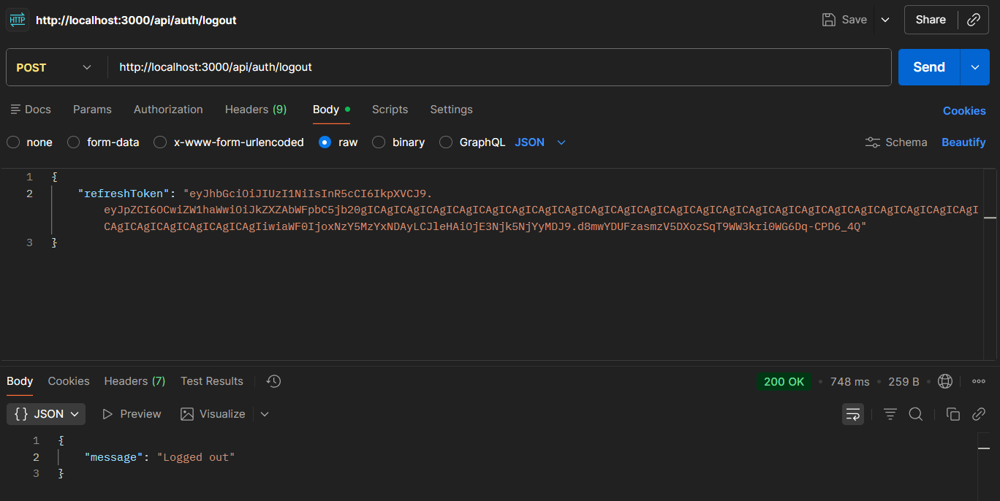 HTTP http://localhost:3000/api/auth/logout Save Share
POST http://localhost:3000/api/auth/logout Send
Docs Params Authorization Headers (9) Body Scripts Settings Cookies
none form-data x-www-form-urlencoded raw binary GraphQL JSON Schema Beautify
1 {
2 "refreshToken": "eyJhbGciOiJIUzI1NiIsInR5cCI6IkpXVCJ9.
eyJpZCI6OCwiZW1haWwiOiJkZXZAbWFpbC5jb20gICAgICAgICAgICAgICAgICAgICAgICAgICAgICAgICAgICAgICAgICAgICAgICAgICAgICAgICAgICAgICAgICAgICAgI
CAgICAgICAgICAgICAgICAgIiwiaWF0IjoxNzY5MzYxNDAyLCJleHAiOjE3Njk5NjYyMDJ9.d8mwYDUFzasmzV5DXozSqT9WW3kri0WG6Dq-CPD6_4Q"
3 }
Body Cookies Headers (7) Test Results 200 OK • 748 ms • 259 B •
{} JSON Preview Visualize
1 {
2 "message": "Logged out"
3 }